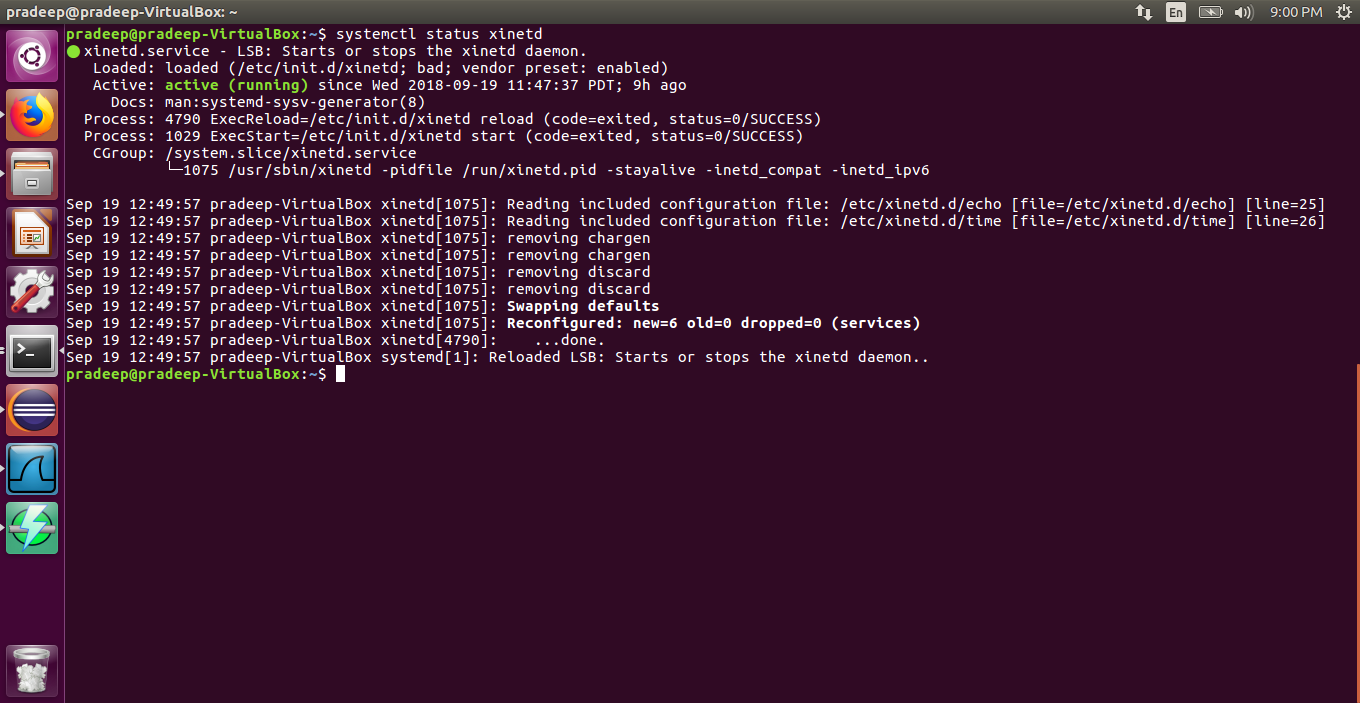 pradeep@pradeep-VirtualBox: ~
En
9:00 PM
pradeep@pradeep-VirtualBox:~$ systemctl status xinetd
● xinetd.service - LSB: Starts or stops the xinetd daemon.
   Loaded: loaded (/etc/init.d/xinetd; bad; vendor preset: enabled)
   Active: active (running) since Wed 2018-09-19 11:47:37 PDT; 9h ago
     Docs: man:systemd-sysv-generator(8)
  Process: 4790 ExecReload=/etc/init.d/xinetd reload (code=exited, status=0/SUCCESS)
  Process: 1029 ExecStart=/etc/init.d/xinetd start (code=exited, status=0/SUCCESS)
   CGroup: /system.slice/xinetd.service
           └─1075 /usr/sbin/xinetd -pidfile /run/xinetd.pid -stayalive -inetd_compat -inetd_ipv6
Sep 19 12:49:57 pradeep-VirtualBox xinetd[1075]: Reading included configuration file: /etc/xinetd.d/echo [file=/etc/xinetd.d/echo] [line=25]
Sep 19 12:49:57 pradeep-VirtualBox xinetd[1075]: Reading included configuration file: /etc/xinetd.d/time [file=/etc/xinetd.d/time] [line=26]
Sep 19 12:49:57 pradeep-VirtualBox xinetd[1075]: removing chargen
Sep 19 12:49:57 pradeep-VirtualBox xinetd[1075]: removing chargen
Sep 19 12:49:57 pradeep-VirtualBox xinetd[1075]: removing discard
Sep 19 12:49:57 pradeep-VirtualBox xinetd[1075]: removing discard
Sep 19 12:49:57 pradeep-VirtualBox xinetd[1075]: Swapping defaults
Sep 19 12:49:57 pradeep-VirtualBox xinetd[1075]: Reconfigured: new=6 old=0 dropped=0 (services)
Sep 19 12:49:57 pradeep-VirtualBox xinetd[4790]:    ...done.
Sep 19 12:49:57 pradeep-VirtualBox systemd[1]: Reloaded LSB: Starts or stops the xinetd daemon..
pradeep@pradeep-VirtualBox:~$